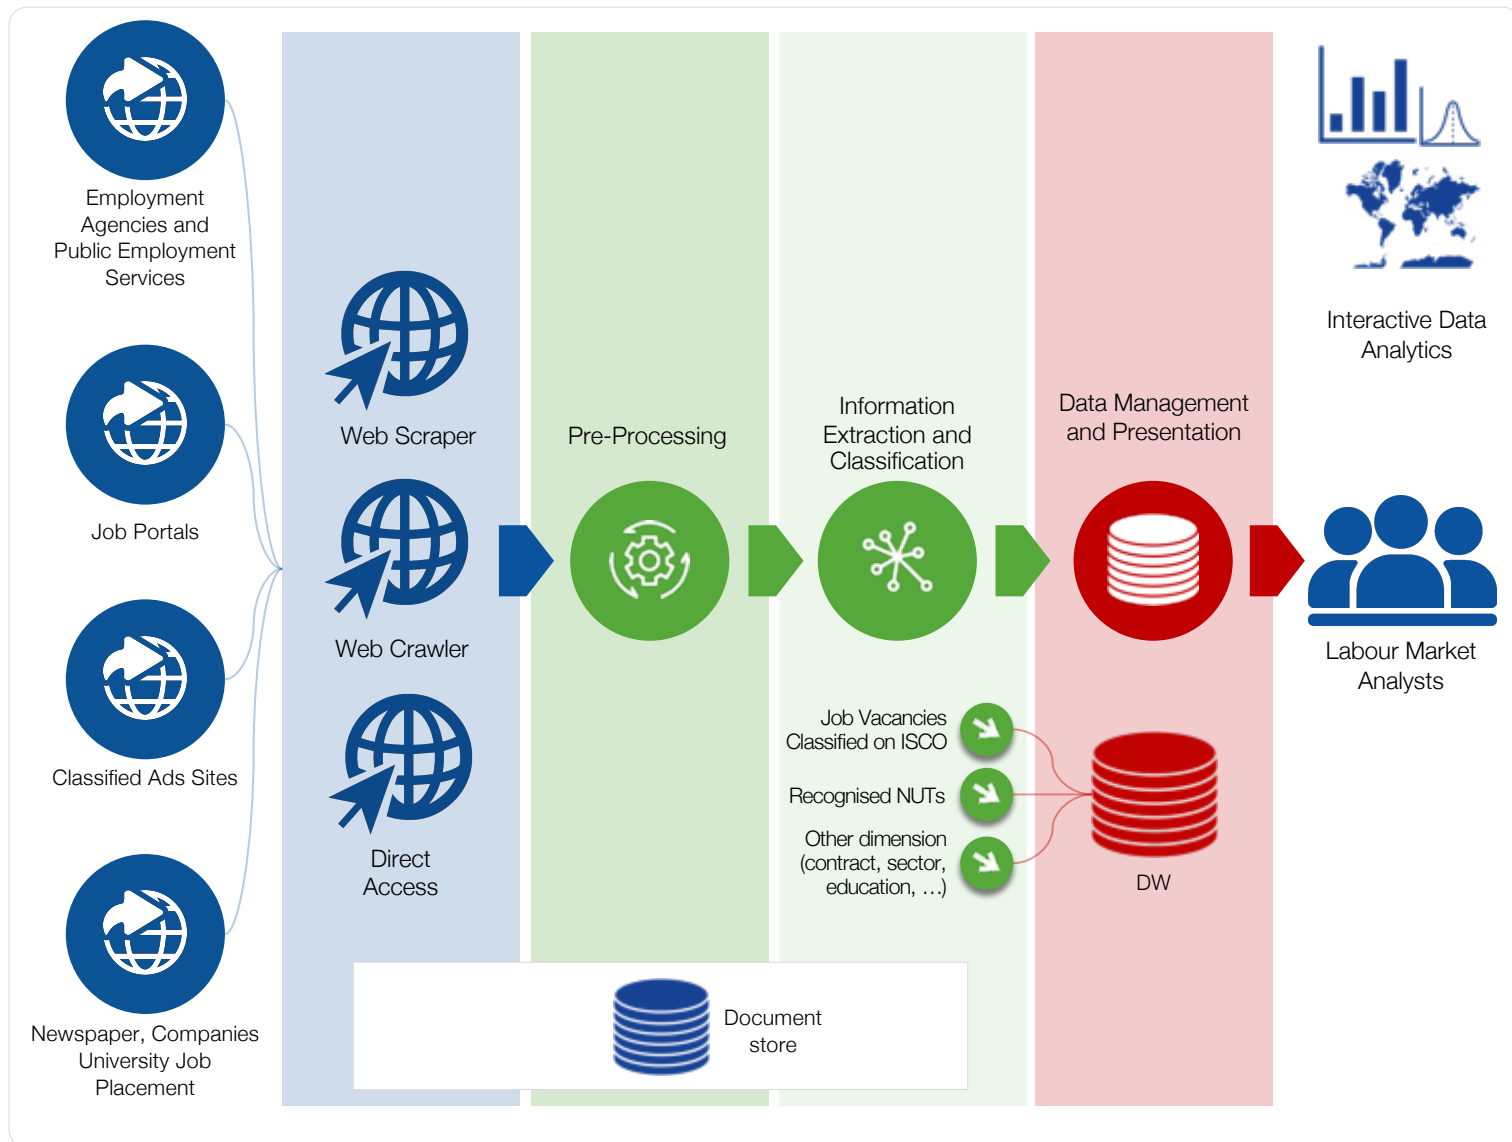 Employment
Agencies and
Public Employment
Services
Job Portals
Classified Ads Sites
Newspaper, Companies
University Job
Placement
Web Scraper
Web Crawler
Direct
Access
Pre-Processing
Information
Extraction and
Classification
Job Vacancies
Classified on ISCO
Recognised NUTs
Other dimension
(contract, sector,
education, …)
Document
store
Data Management
and Presentation
DW
Interactive Data
Analytics
Labour Market
Analysts